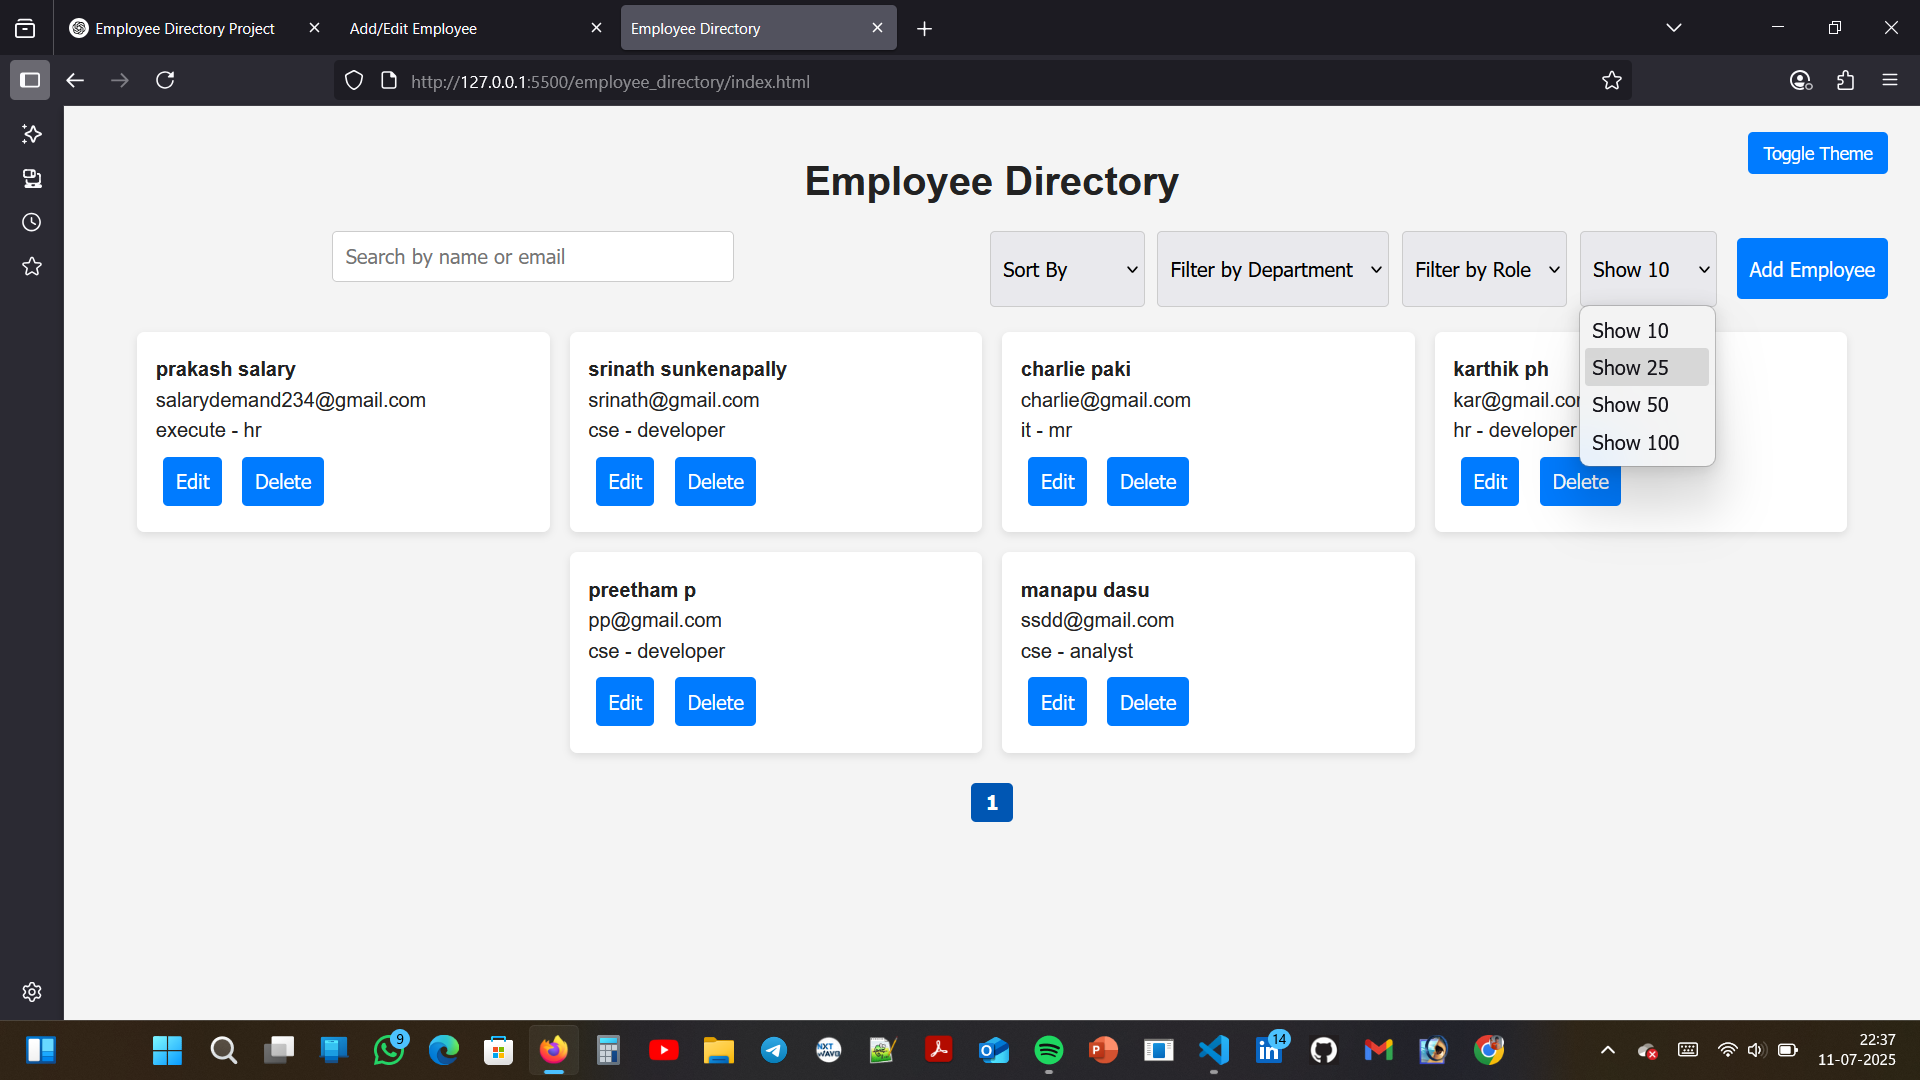 Employee Directory Project
Add/Edit Employee
Employee Directory
http://127.0.0.1:5500/employee_directory/index.html
Toggle Theme
Employee Directory
Search by name or email
Sort By
Filter by Department
Filter by Role
Show 10
Add Employee
Show 10
Show 25
Show 50
Show 100
prakash salary
salarydemand234@gmail.com
execute - hr
Edit Delete
srinath sunkenapally
srinath@gmail.com
cse - developer
Edit Delete
charlie paki
charlie@gmail.com
it - mr
Edit Delete
karthik ph
kar@gmail.co
hr - developer
Edit Delete
preetham p
pp@gmail.com
cse - developer
Edit Delete
manapu dasu
ssdd@gmail.com
cse - analyst
Edit Delete
1
9
NXT
WAVE
14
22:37
11-07-2025